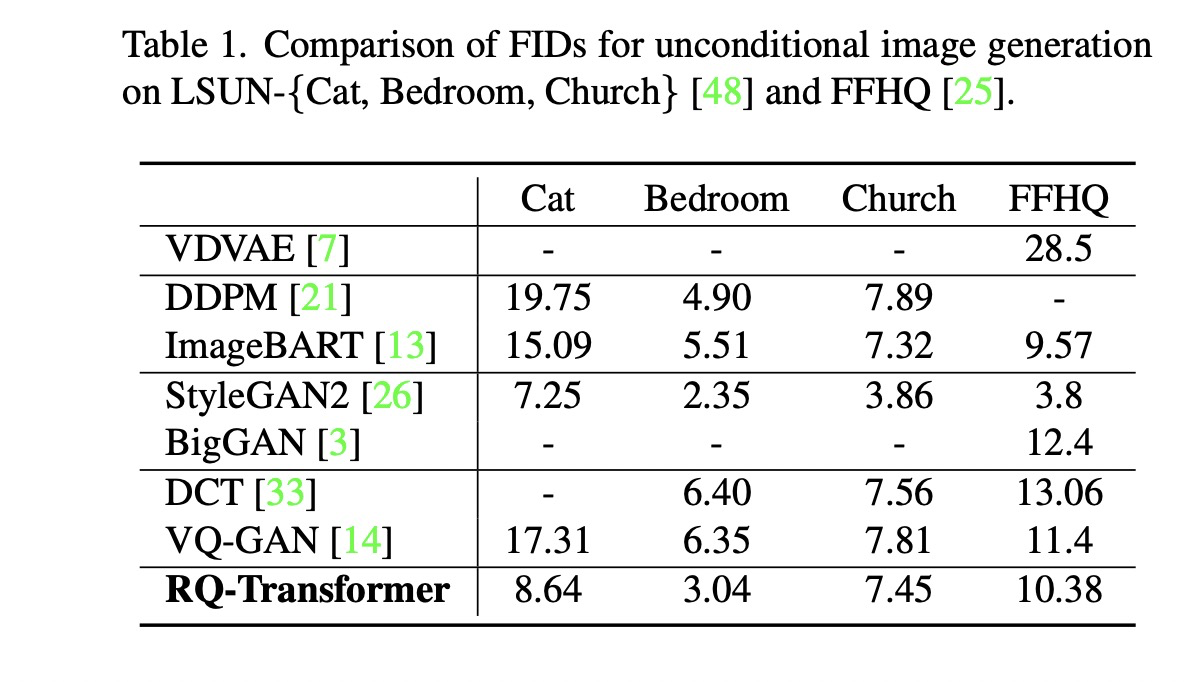 Table 1. Comparison of FIDs for unconditional image generation
on LSUN-{Cat, Bedroom, Church} [48] and FFHQ [25].
Cat Bedroom Church FFHQ
VDVAE [7] - - - 28.5
DDPM [21] 19.75 4.90 7.89 -
ImageBART [13] 15.09 5.51 7.32 9.57
StyleGAN2 [26] 7.25 2.35 3.86 3.8
BigGAN [3] - - - 12.4
DCT [33] - 6.40 7.56 13.06
VQ-GAN [14] 17.31 6.35 7.81 11.4
RQ-Transformer 8.64 3.04 7.45 10.38